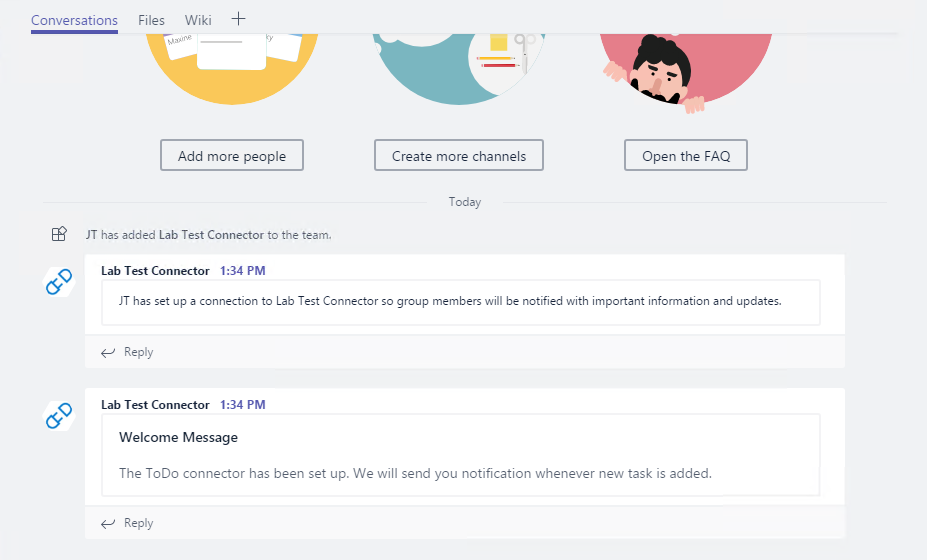 Conversations Files Wiki
Maxine ky
Add more people Create more channels Open the FAQ
Today
JT has added Lab Test Connector to the team.
Lab Test Connector 1:34 PM
JT has set up a connection to Lab Test Connector so group members will be notified with important information and updates.
Reply
Lab Test Connector 1:34 PM
Welcome Message
The ToDo connector has been set up. We will send you notification whenever new task is added.
Reply